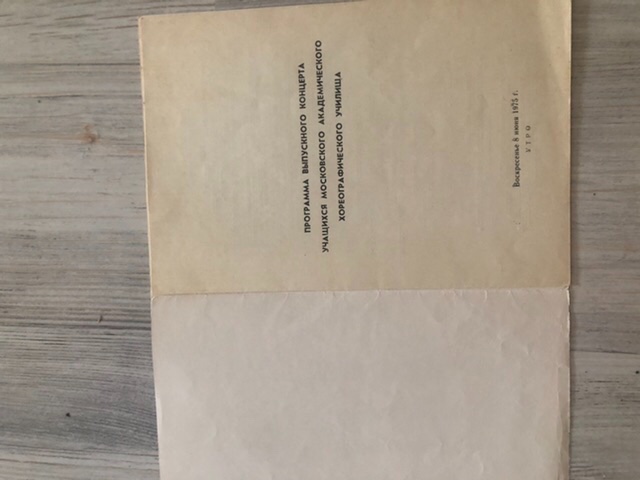 ПРОГРАММА ВЫПУСКНОГО КОНЦЕРТА
УЧАЩИХСЯ МОСКОВСКОГО АКАДЕМИЧЕСКОГО
ХОРЕОГРАФИЧЕСКОГО УЧИЛИЩА
Воскресенье 8 июня 1975 г.
УТРО